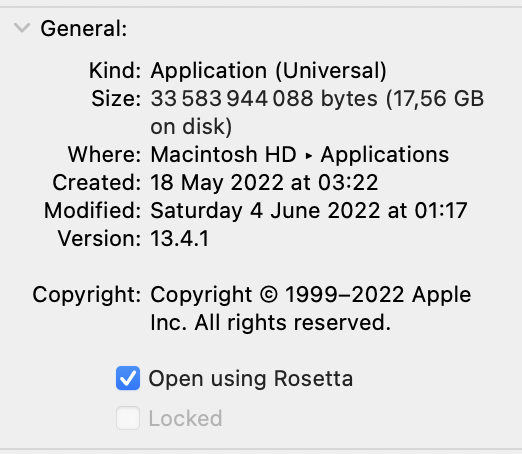 General:
Kind: Application (Universal)
Size: 33 583 944 088 bytes (17,56 GB
on disk)
Where: Macintosh HD ▸ Applications
Created: 18 May 2022 at 03:22
Modified: Saturday 4 June 2022 at 01:17
Version: 13.4.1
Copyright: Copyright © 1999–2022 Apple
Inc. All rights reserved.
Open using Rosetta
Locked